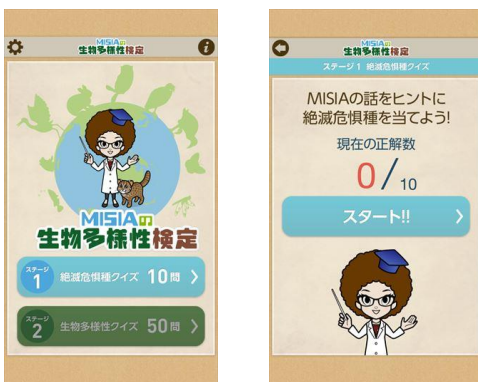 MISIAの
生物多様性検定
i
MISIAの
生物多様性検定
ステージ
1
絶滅危惧種クイズ 10問
ステージ
2
生物多様性クイズ 50問
MISIAの
生物多様性検定
ステージ1 絶滅危惧種クイズ
MISIAの話をヒントに
絶滅危惧種を当てよう!
現在の正解数
0/10
スタート!!